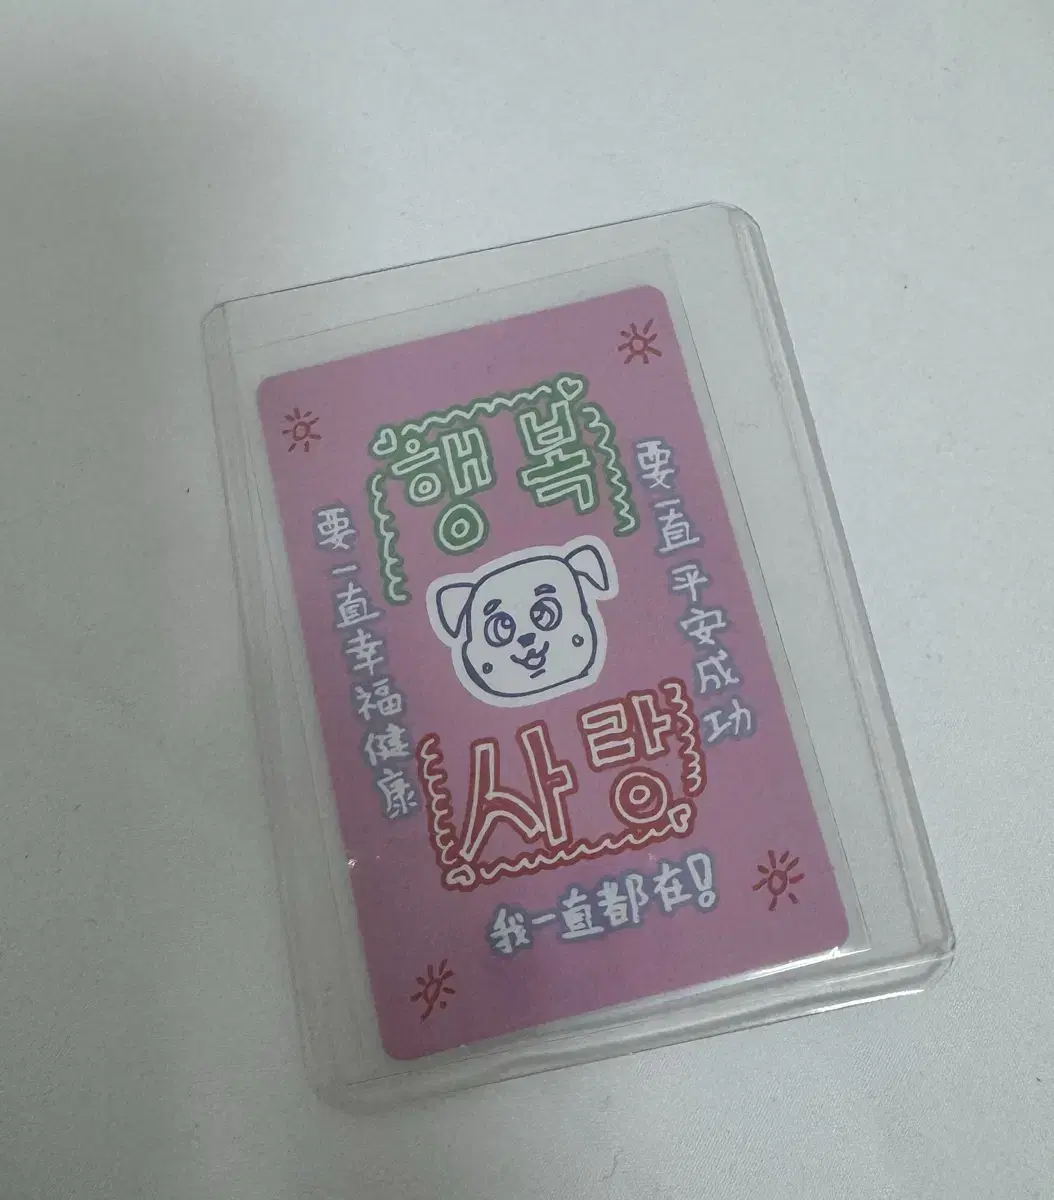 행복
要一直幸福健康
要一直平安成功
사랑
我一直都在!